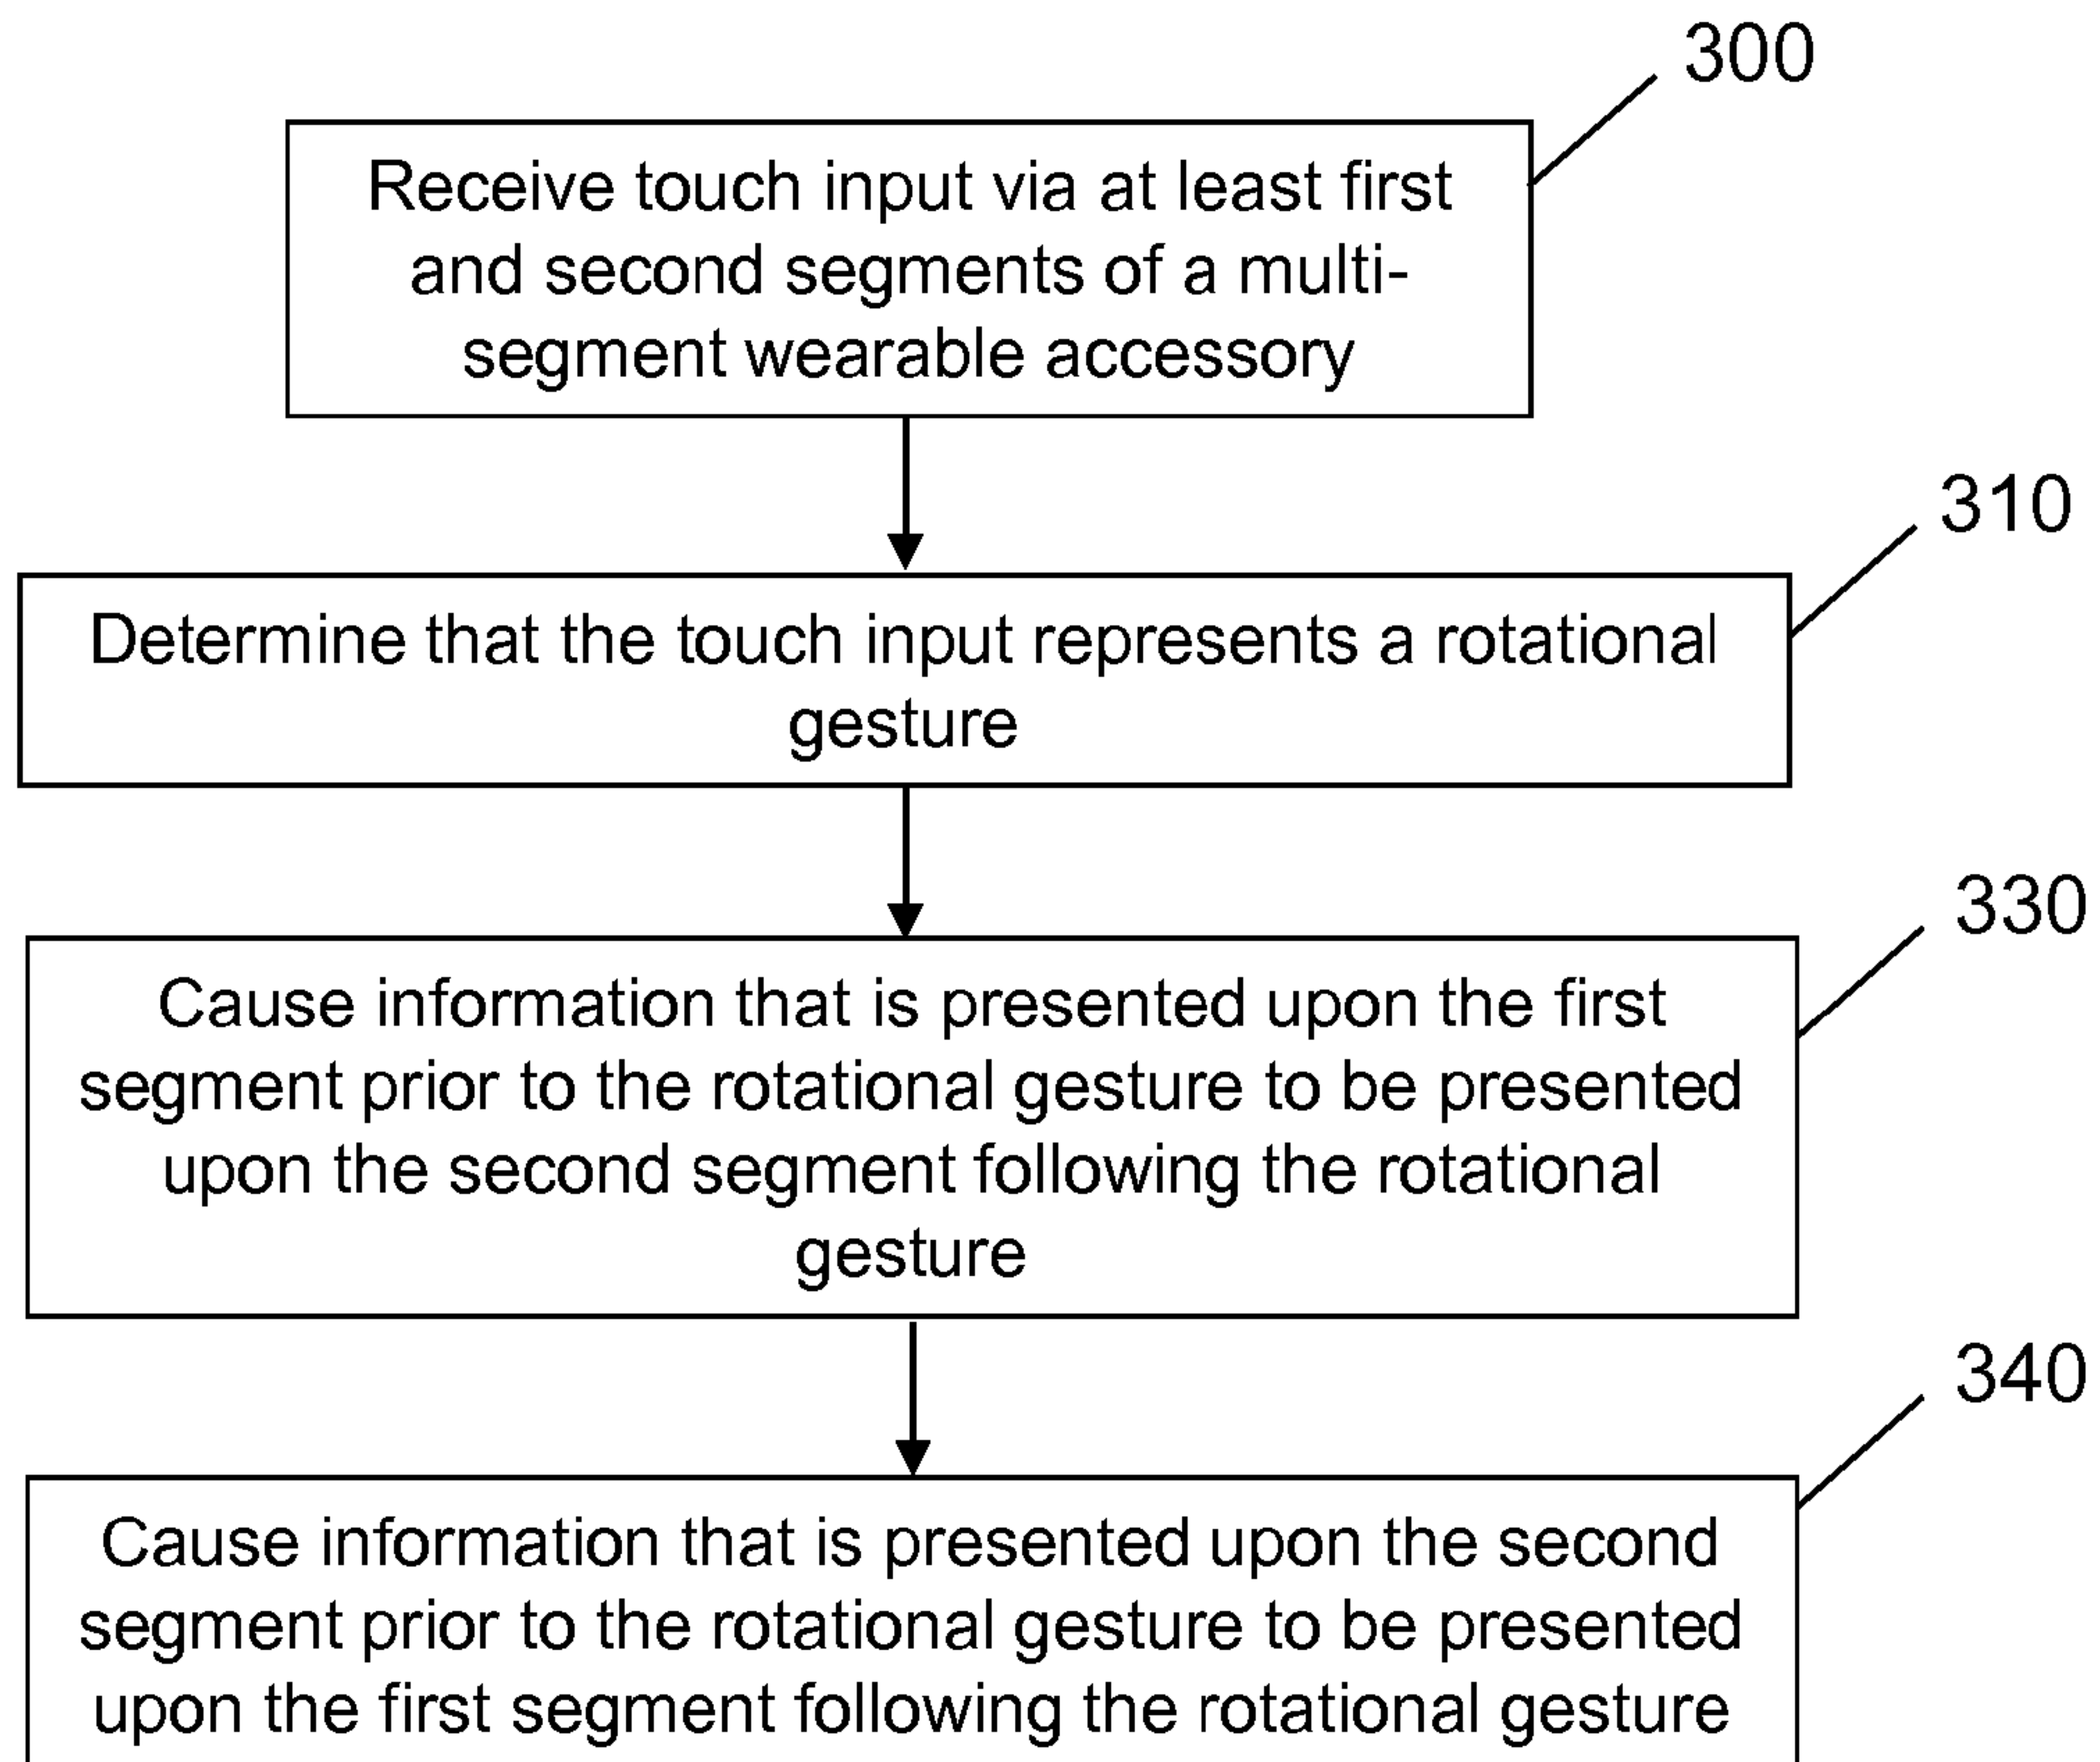 300
Receive touch input via at least first
and second segments of a multi-
segment wearable accessory
310
Determine that the touch input represents a rotational
gesture
330
Cause information that is presented upon the first
segment prior to the rotational gesture to be presented
upon the second segment following the rotational
gesture
340
Cause information that is presented upon the second
segment prior to the rotational gesture to be presented
upon the first segment following the rotational gesture